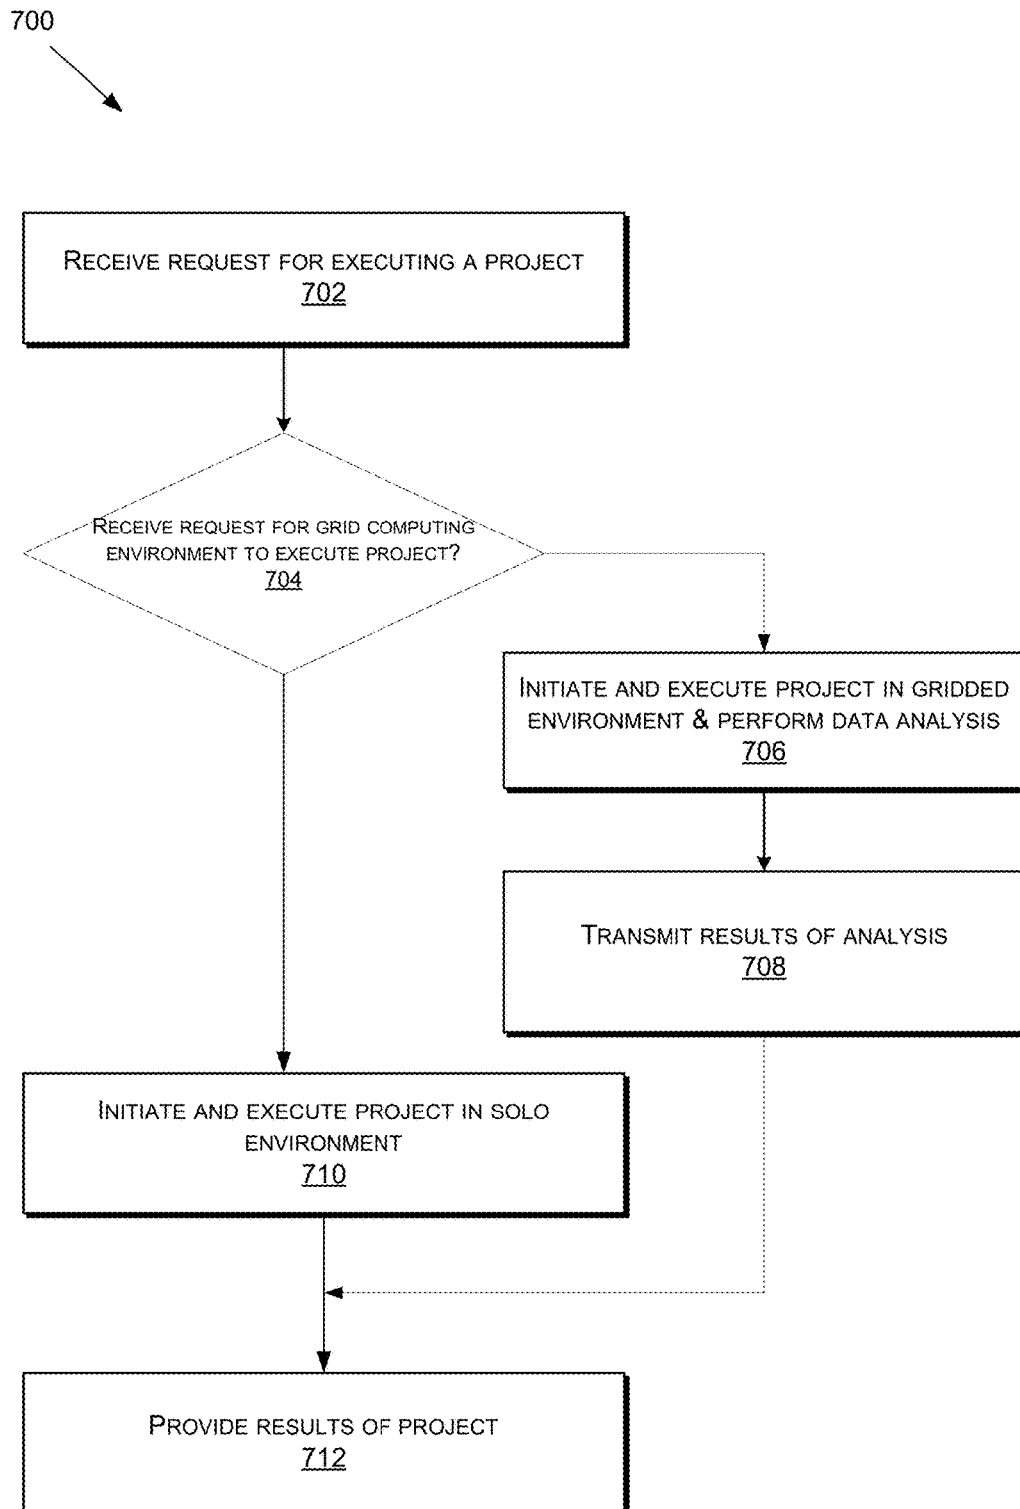 700
RECEIVE REQUEST FOR EXECUTING A PROJECT
702
RECEIVE REQUEST FOR GRID COMPUTING
ENVIRONMENT TO EXECUTE PROJECT?
704
INITIATE AND EXECUTE PROJECT IN GRIDDED
ENVIRONMENT & PERFORM DATA ANALYSIS
706
TRANSMIT RESULTS OF ANALYSIS
708
INITIATE AND EXECUTE PROJECT IN SOLO
ENVIRONMENT
710
PROVIDE RESULTS OF PROJECT
712